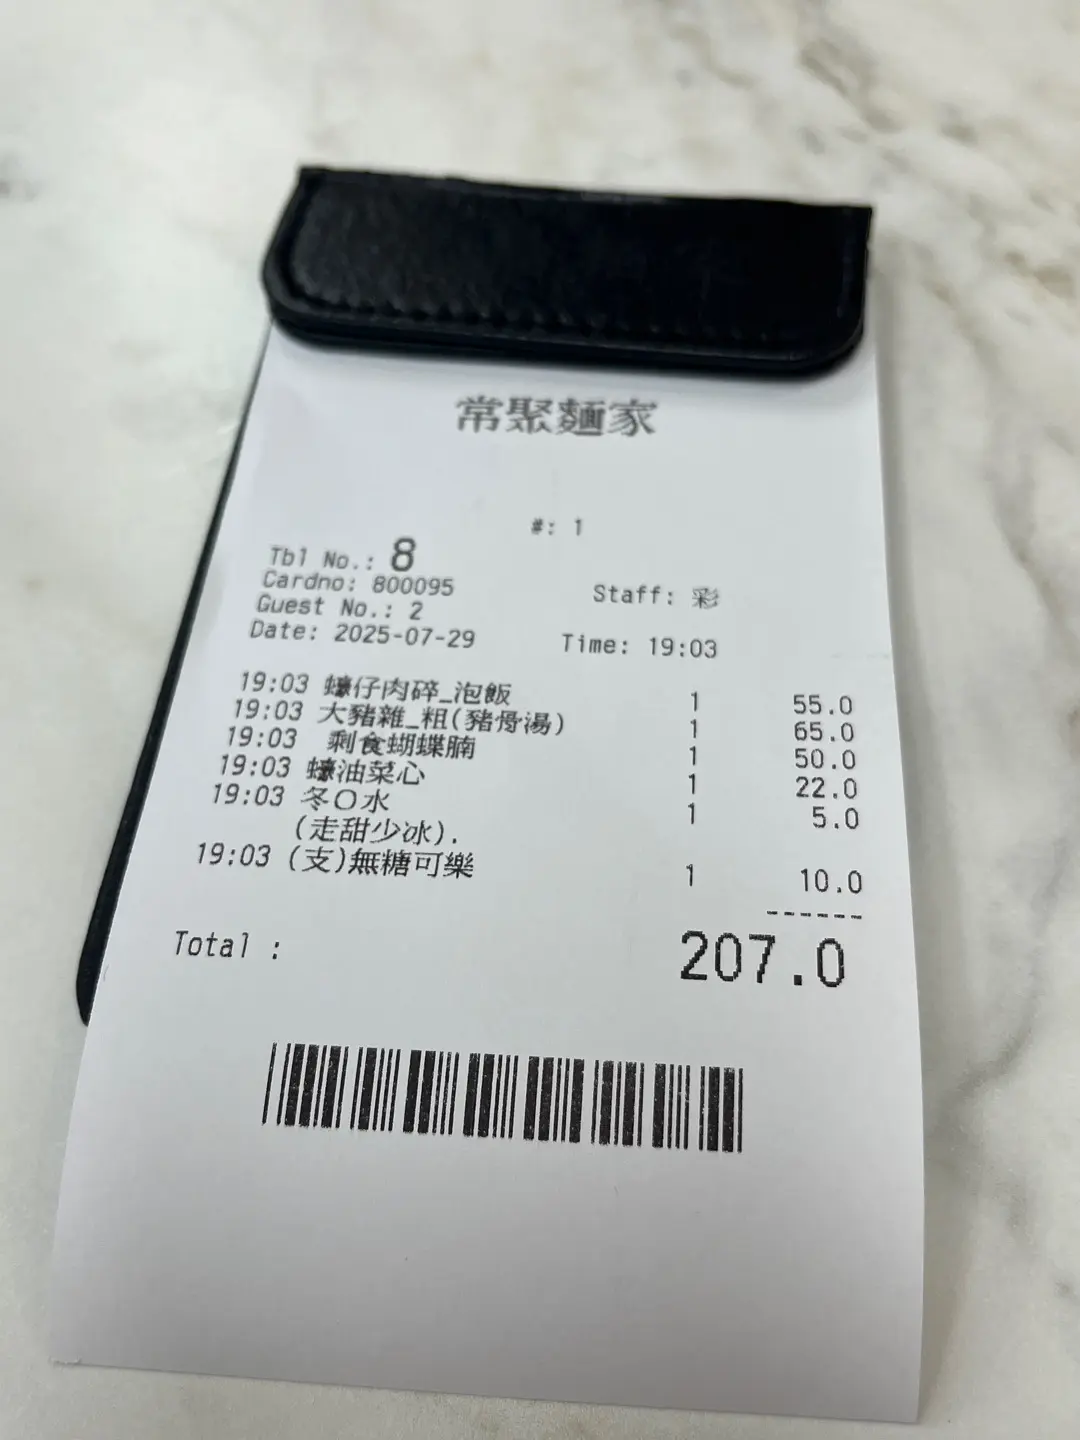 常聚麵家
#: 1
Tbl No.: 8
Cardno: 800095 Staff: 彩
Guest No.: 2
Date: 2025-07-29 Time: 19:03
19:03 蠔仔肉碎_泡飯 1 55.0
19:03 大豬雜_粗(豬骨湯) 1 65.0
19:03 剩食蝴蝶腩 1 50.0
19:03 蠔油菜心 1 22.0
19:03 冬O水 1 5.0
(走甜少冰).
19:03 (支)無糖可樂 1 10.0
------
Total : 207.0